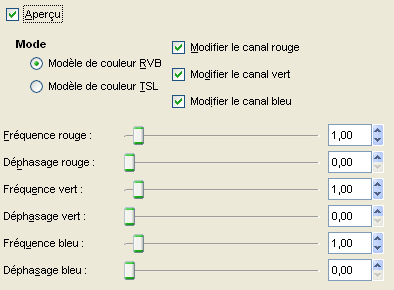 Aperçu
Mode
Modèle de couleur RVB
Modèle de couleur TSL
Modifier le canal rouge
Modifier le canal vert
Modifier le canal bleu
Fréquence rouge : 1,00
Déphasage rouge : 0,00
Fréquence vert : 1,00
Déphasage vert : 0,00
Fréquence bleu : 1,00
Déphasage bleu : 0,00